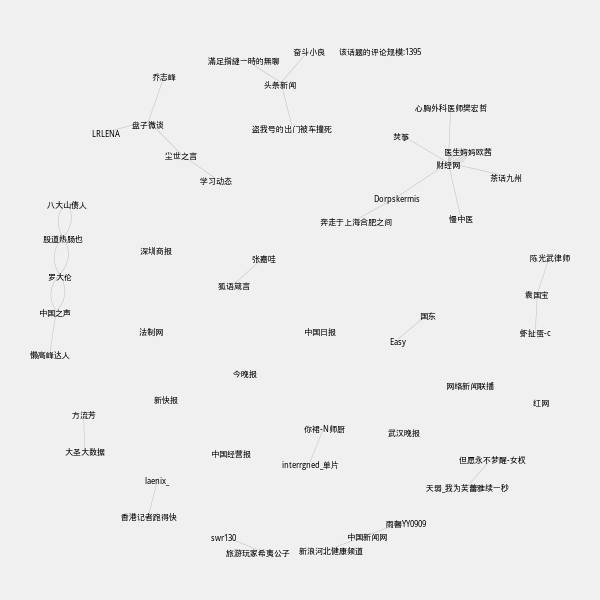 奋斗小良
该话题的评论规模:1395
满足指缝一时的無聊
乔志峰
头条新闻
心胸外科医师樊宏哲
盘子微谈
盗我号的出门被车撞死
LRLENA
焚筝
医生妈妈欧茜
尘世之言
财经网
茶话九州
学习动态
Dorpskermis
八大山债人
慢中医
奔走于上海合肥之间
股道热肠也
深圳商报
张嘉哇
陈光武律师
罗大伦
狐语箴言
袁国宝
中国之声
国东
法制网
中国日报
虾扯蛋-c
Easy
懒高峰达人
今晚报
网络新闻联播
新快报
红网
方流芳
你裙-N师厨
武汉晚报
大圣大数据
中国经营报
interrgned_单片
但愿永不梦醒-女权
laenix_
天弱_我为芙蕾雅续一秒
香港记者跑得快
雨馨YY0909
swr130
中国新闻网
旅游玩家希夷公子
新浪河北健康频道